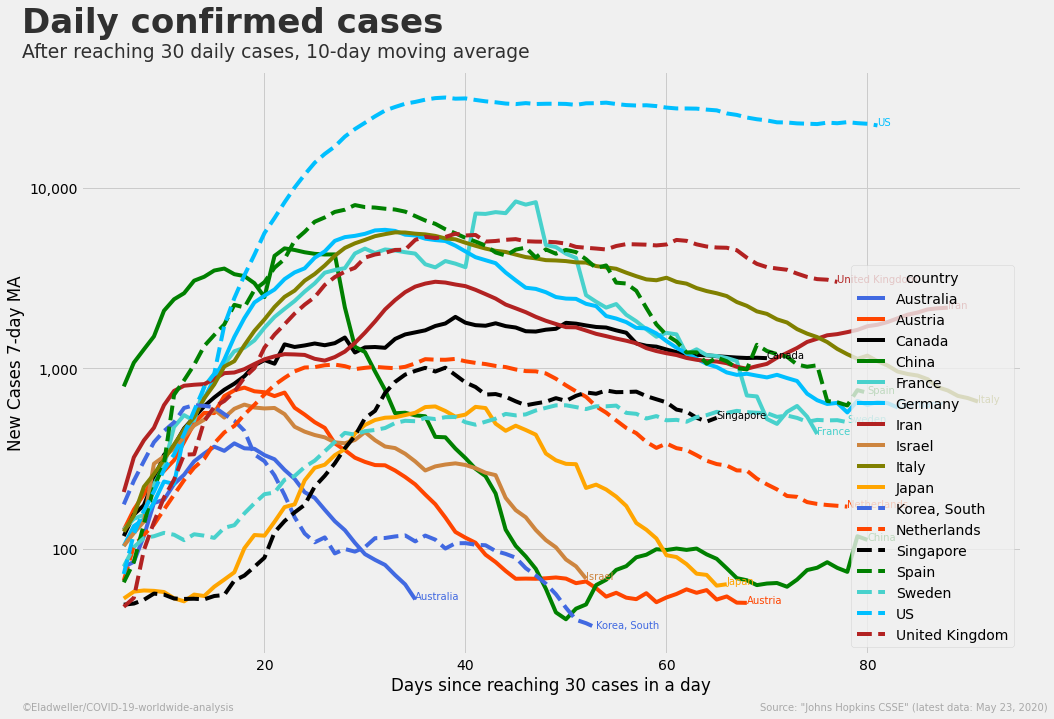 Daily confirmed cases
After reaching 30 daily cases, 10-day moving average
New Cases 7-day MA
10,000
1,000
100
20
40
60
80
Days since reaching 30 cases in a day
US
United Kingdom
Iran
Canada
Spain
Italy
Singapore
France
Netherlands
China
Israel
Japan
Australia
Austria
Korea, South
country
Australia
Austria
Canada
China
France
Germany
Iran
Israel
Italy
Japan
Korea, South
Netherlands
Singapore
Spain
Sweden
US
United Kingdom
©Eladweller/COVID-19-worldwide-analysis
Source: "Johns Hopkins CSSE" (latest data: May 23, 2020)